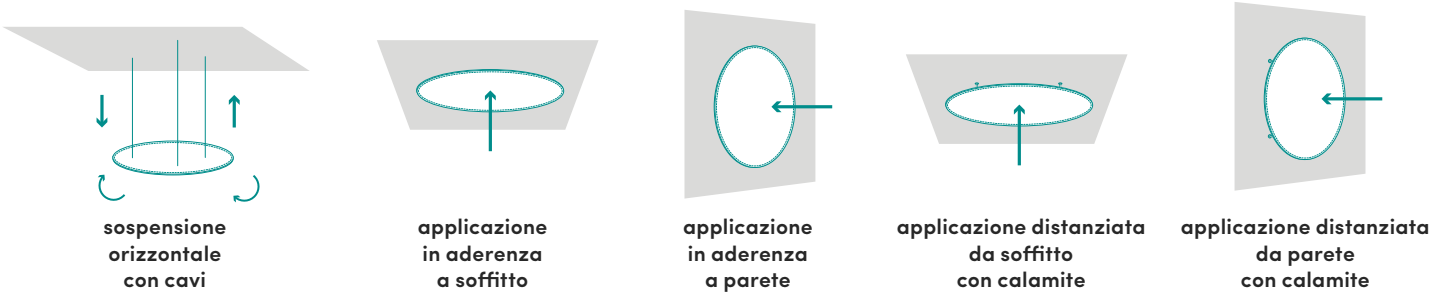 sospensione
orizzontale
con cavi
applicazione
in aderenza
a soffitto
applicazione
in aderenza
a parete
applicazione distanziata
da soffitto
con calamite
applicazione distanziata
da parete
con calamite